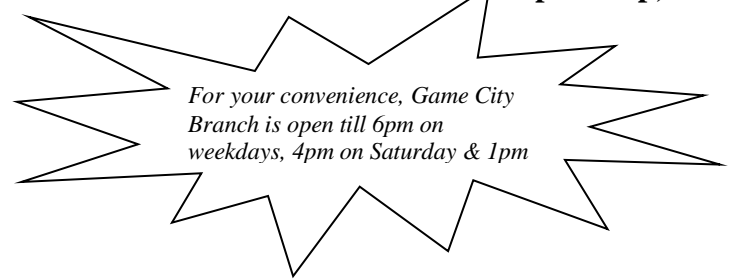 For your convenience, Game City
Branch is open till 6pm on
weekdays, 4pm on Saturday & 1pm